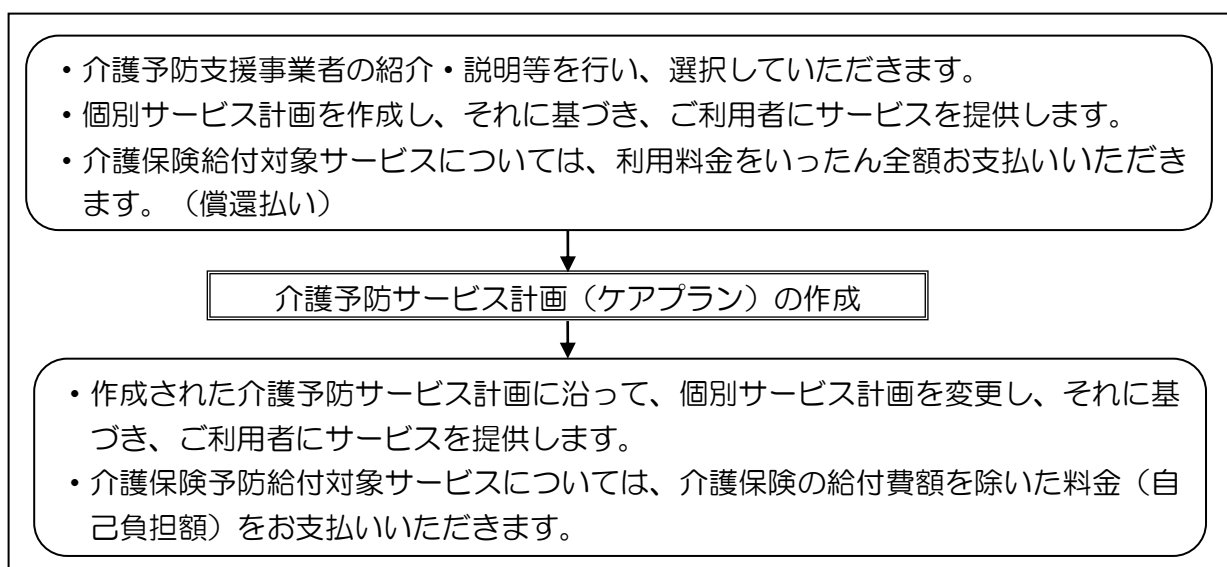 ・介護予防支援事業者の紹介・説明等を行い、選択していただきます。
・個別サービス計画を作成し、それに基づき、ご利用者にサービスを提供します。
・介護保険給付対象サービスについては、利用料金をいったん全額お支払いいただき
ます。（償還払い）
介護予防サービス計画（ケアプラン）の作成
・作成された介護予防サービス計画に沿って、個別サービス計画を変更し、それに基
づき、ご利用者にサービスを提供します。
・介護保険予防給付対象サービスについては、介護保険の給付費額を除いた料金（自
己負担額）をお支払いいただきます。